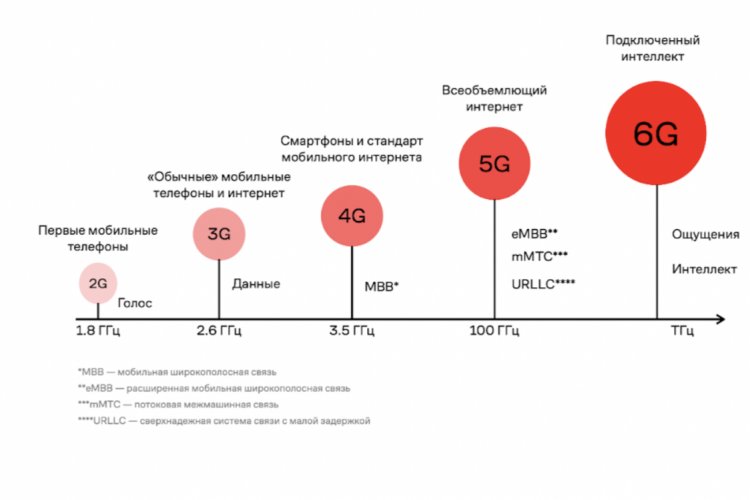 Подключенный
интеллект
6G
Всеобъемлющий
интернет
5G
Смартфоны и стандарт
мобильного интернета
4G
«Обычные» мобильные
телефоны и интернет
3G
Первые мобильные
телефоны
2G
Голос
Данные
MBB*
eMBB**
mMTC***
URLLC****
Ощущения
Интеллект
1.8 ГГц
2.6 ГГц
3.5 ГГц
100 ГГц
ТГц
*MBB — мобильная широкополосная связь
**eMBB — расширенная мобильная широкополосная связь
***mMTC — потоковая межмашинная связь
****URLLC — сверхнадежная система связи с малой задержкой